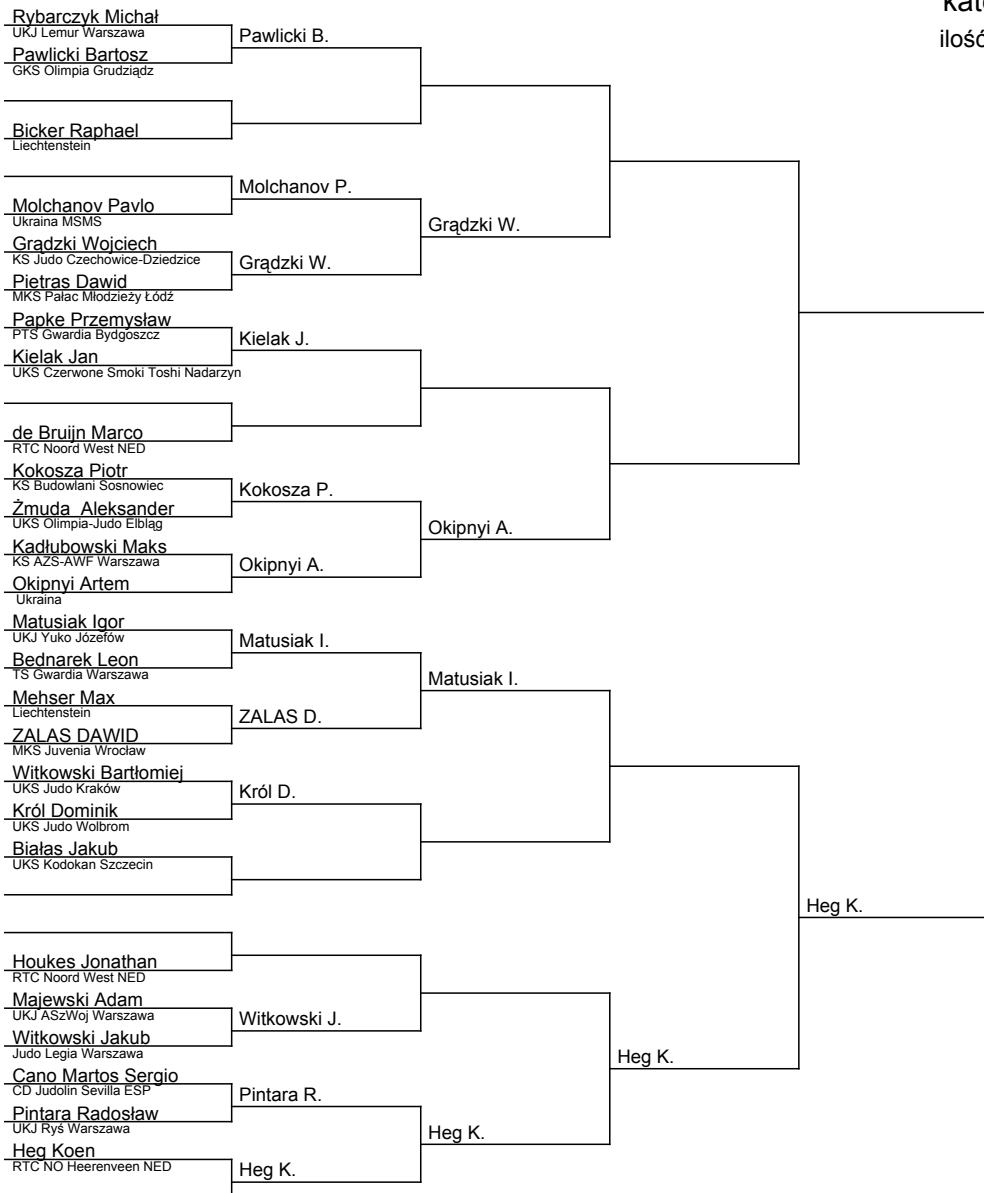 Rybarczyk Michał
UKJ Lemur Warszawa
Pawlicki Bartosz
GKS Olimpia Grudziądz
Bicker Raphael
Liechtenstein
Molchanov Pavlo
Ukraina MSMS
Grądzki Wojciech
KS Judo Czechowice-Dziedzice
Pietras Dawid
MKS Pałac Młodzieży Łódź
Papke Przemysław
PTS Gwardia Bydgoszcz
Kielak Jan
UKS Czerwone Smoki Toshi Nadarzyn
de Bruijn Marco
RTC Noord West NED
Kokosza Piotr
KS Budowlani Sosnowiec
Żmuda  Aleksander
UKS Olimpia-Judo Elbląg
Kadłubowski Maks
KS AZS-AWF Warszawa
Okipnyi Artem
Ukraina
Matusiak Igor
UKJ Yuko Józefów
Bednarek Leon
TS Gwardia Warszawa
Mehser Max
Liechtenstein
ZALAS DAWID
MKS Juvenia Wrocław
Witkowski Bartłomiej
UKS Judo Kraków
Król Dominik
UKS Judo Wolbrom
Białas Jakub
UKS Kodokan Szczecin
Houkes Jonathan
RTC Noord West NED
Majewski Adam
UKJ ASzWoj Warszawa
Witkowski Jakub
Judo Legia Warszawa
Cano Martos Sergio
CD Judolin Sevilla ESP
Pintara Radosław
UKJ Ryś Warszawa
Heg Koen
RTC NO Heerenveen NED
Pawlicki B.
Molchanov P.
Grądzki W.
Kielak J.
Kokosza P.
Okipnyi A.
Matusiak I.
ZALAS D.
Król D.
Witkowski J.
Pintara R.
Heg K.
Grądzki W.
Okipnyi A.
Matusiak I.
Heg K.
Heg K.
Heg K.
ilość